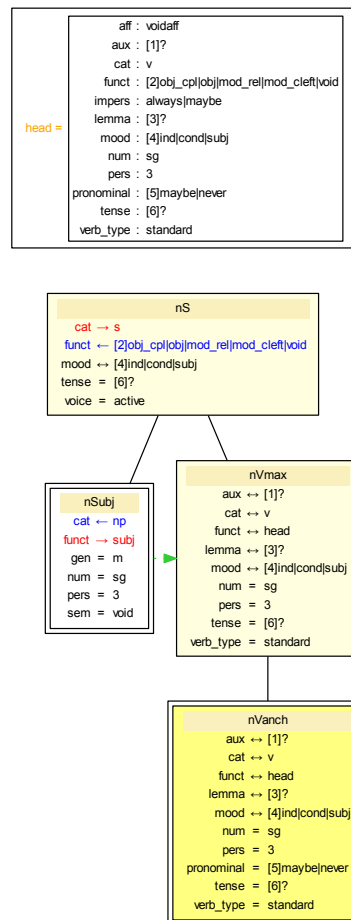 aff : voidaff
aux : [1]?
cat : v
funct : [2]obj_cpl|obj|mod_rel|mod_cleft|void
impers : always|maybe
head =
lemma : [3]?
mood : [4]ind|cond|subj
num : sg
pers : 3
pronominal : [5]maybe|never
tense : [6]?
verb_type : standard
nS
cat → s
funct ← [2]obj_cpl|obj|mod_rel|mod_cleft|void
mood ↔ [4]ind|cond|subj
tense = [6]?
voice = active
nSubj
cat ← np
funct → subj
gen = m
num = sg
pers = 3
sem = void
nVmax
aux ↔ [1]?
cat ↔ v
funct ↔ head
lemma ↔ [3]?
mood ↔ [4]ind|cond|subj
num = sg
pers = 3
tense = [6]?
verb_type = standard
nVanch
aux ↔ [1]?
cat ↔ v
funct ↔ head
lemma ↔ [3]?
mood ↔ [4]ind|cond|subj
num = sg
pers = 3
pronominal = [5]maybe|never
tense = [6]?
verb_type = standard